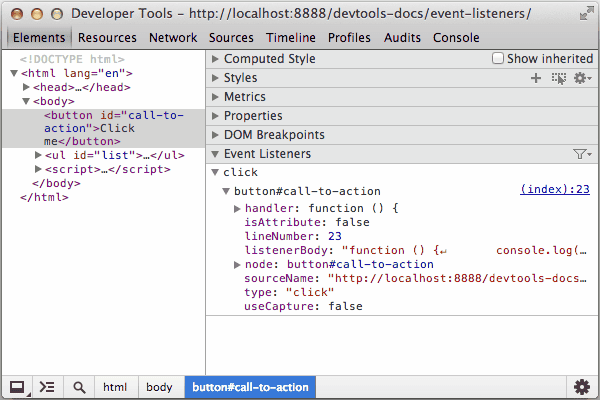 Developer Tools - http://localhost:8888/devtools-docs/event-listeners/
Elements Resources Network Sources Timeline Profiles Audits Console
<!DOCTYPE html>
▼<html lang="en">
▶<head>…</head>
▼<body>
<button id="call-to-
action">Click
me</button>
▶<ul id="list">…</ul>
▶<script>…</script>
</body>
</html>
▶ Computed Style Show inherited
▶ Styles
▶ Metrics
▶ Properties
▶ DOM Breakpoints
▼ Event Listeners
▼ click
▼ button#call-to-action (index):23
▶ handler: function () {
isAttribute: false
lineNumber: 23
listenerBody: "function () {↵ console.log(…
▶ node: button#call-to-action
sourceName: "http://localhost:8888/devtools-docs…
type: "click"
useCapture: false
html body button#call-to-action